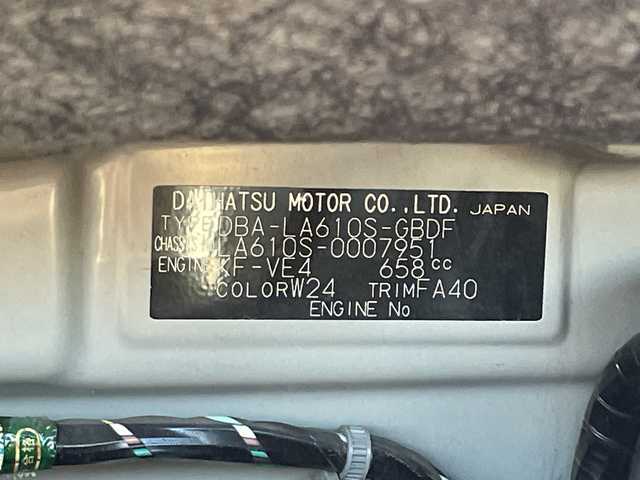 DAIHATSU MOTOR CO.,LTD. JAPAN
TYPE DBA-LA610S-GBDF
CHASSIS LA610S-0007951
ENGINE KF-VE4 658cc
COLOR W24 TRIM FA40
ENGINE No